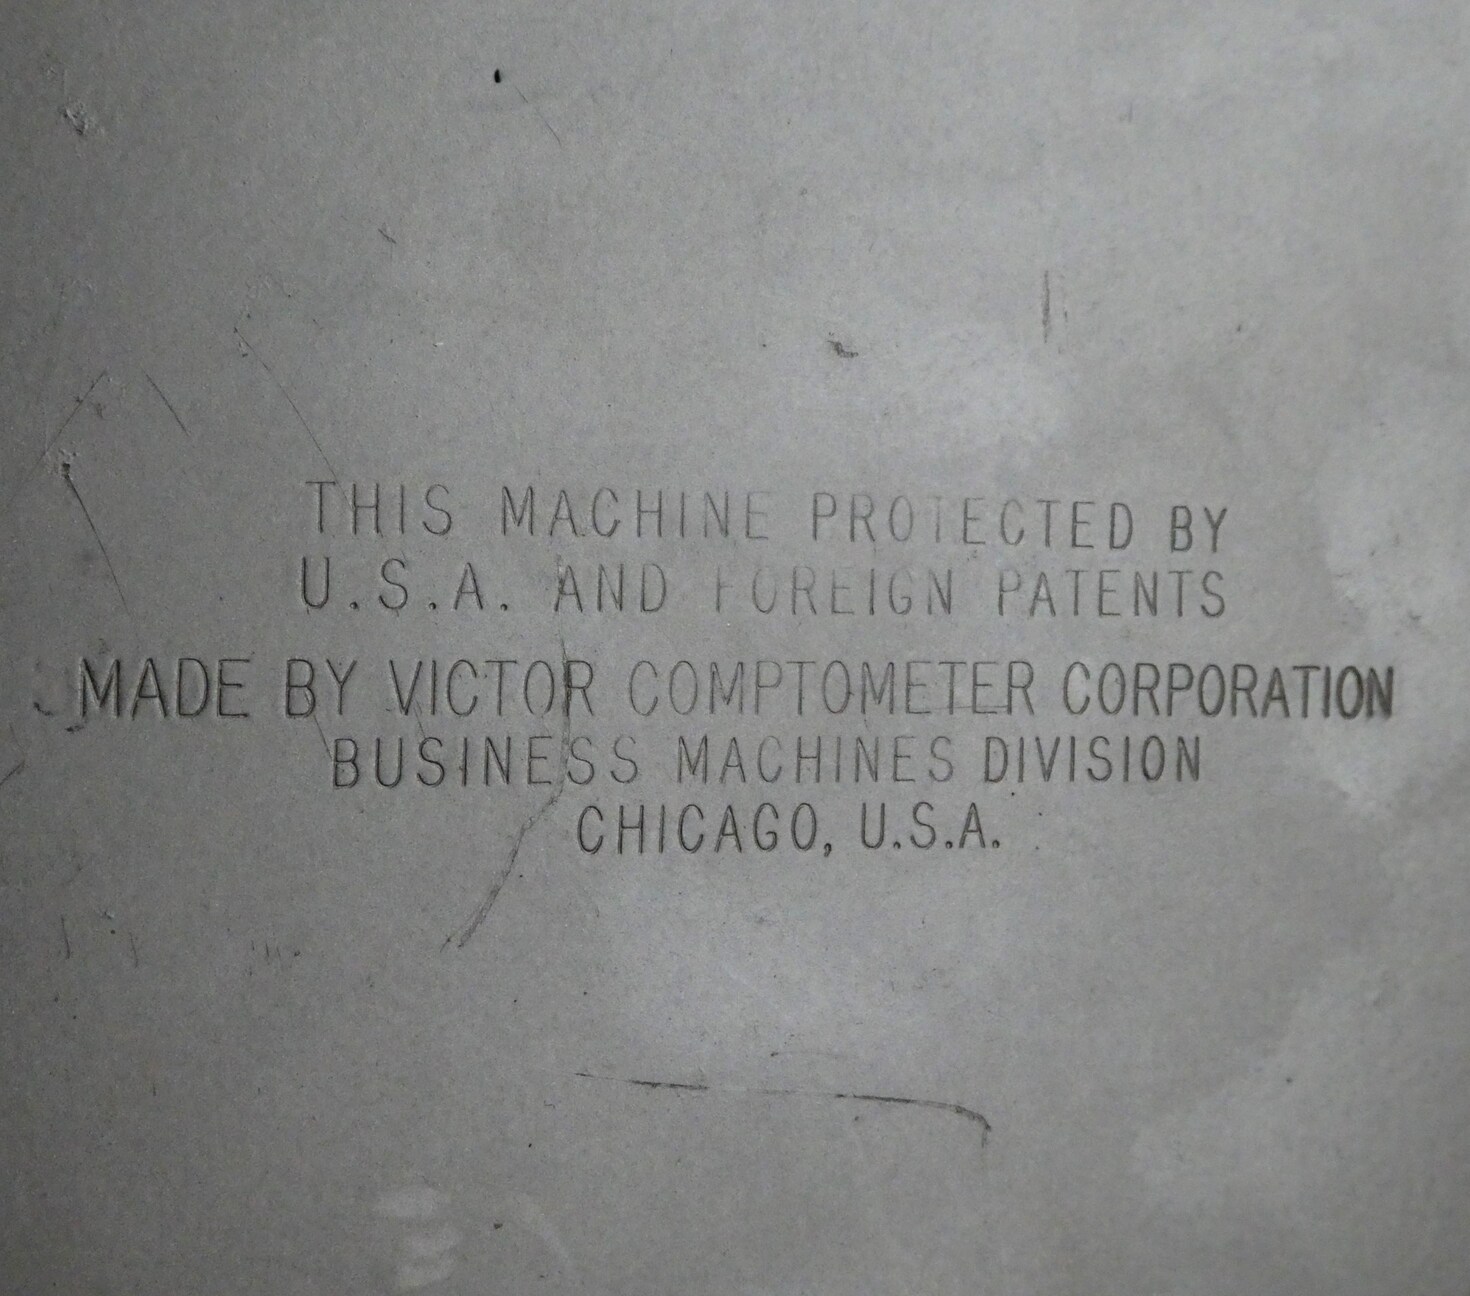 THIS MACHINE PROTECTED BY
U.S.A. AND FOREIGN PATENTS
MADE BY VICTOR COMPTOMETER CORPORATION
BUSINESS MACHINES DIVISION
CHICAGO, U.S.A.